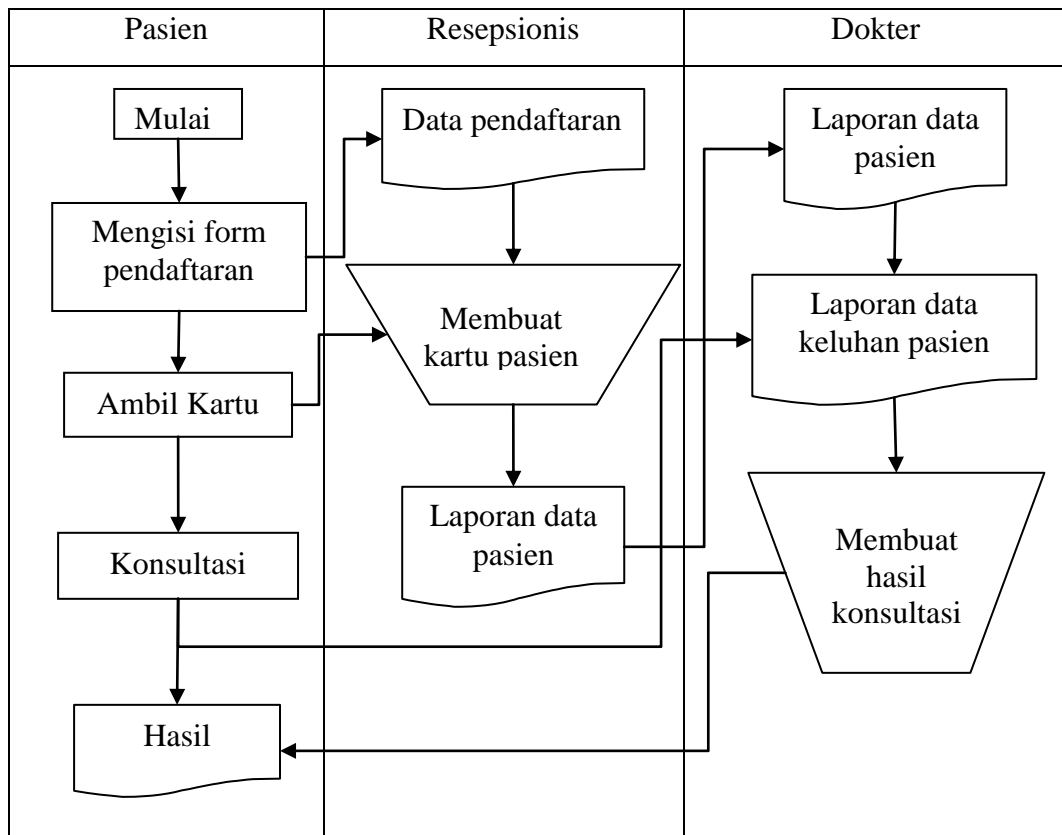 Pasien
Resepsionis
Dokter
Mulai
Mengisi form
pendaftaran
Ambil Kartu
Konsultasi
Hasil
Data pendaftaran
Membuat
kartu pasien
Laporan data
pasien
Laporan data
pasien
Laporan data
keluhan pasien
Membuat
hasil
konsultasi